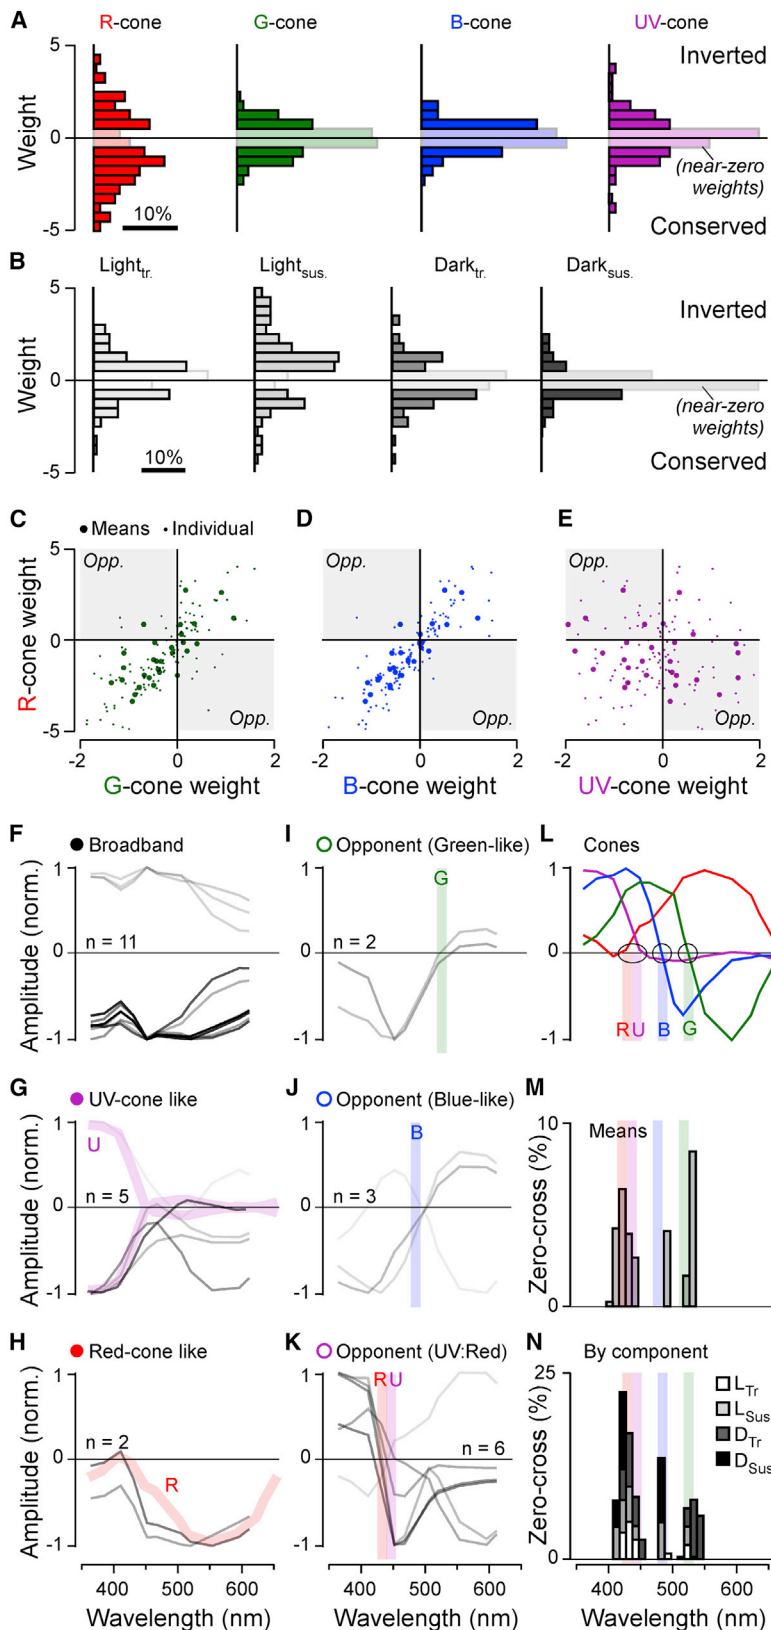 A
R-cone
G-cone
B-cone
UV-cone
5
0
-5
Weight
Inverted
(near-zero
weights)
Conserved
10%
B
Light tr.
Light sus.
Dark tr.
Dark sus.
5
0
-5
Weight
Inverted
(near-zero
weights)
Conserved
10%
C
Means
Individual
D
E
5
0
-5
R-cone weight
Opp.
Opp.
-2
0
2
G-cone weight
Opp.
Opp.
-2
0
2
B-cone weight
Opp.
Opp.
-2
0
2
UV-cone weight
F
Broadband
1
0
-1
Amplitude (norm.)
n = 11
I
Opponent (Green-like)
G
1
0
-1
n = 2
L
Cones
1
0
-1
R U B G
G
UV-cone like
U
1
0
-1
Amplitude (norm.)
n = 5
J
Opponent (Blue-like)
B
1
0
-1
n = 3
M
Means
10
0
Zero-cross (%)
H
Red-cone like
1
0
-1
Amplitude (norm.)
n = 2
R
400 500 600
Wavelength (nm)
K
Opponent (UV:Red)
R U
1
0
-1
n = 6
400 500 600
Wavelength (nm)
N
By component
25
0
Zero-cross (%)
L Tr
L Sus
D Tr
D Sus
400 500 600
Wavelength (nm)